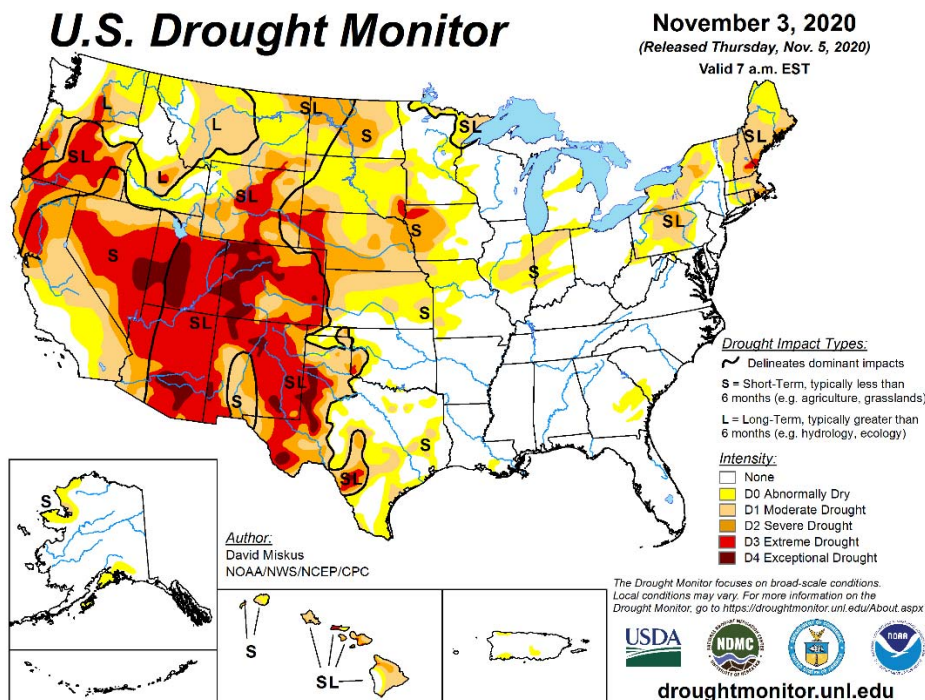 U.S. Drought Monitor
November 3, 2020
(Released Thursday, Nov. 5, 2020)
Valid 7 a.m. EST
L
L
SL
L
L
SL
S
SL
SL
SL
S
SL
SL
S
S
S
SL
SL
S
SL
Drought Impact Types:
Delineates dominant impacts
S = Short-Term, typically less than
6 months (e.g. agriculture, grasslands)
L = Long-Term, typically greater than
6 months (e.g. hydrology, ecology)
Intensity:
None
D0 Abnormally Dry
D1 Moderate Drought
D2 Severe Drought
D3 Extreme Drought
D4 Exceptional Drought
S
Author:
David Miskus
NOAA/NWS/NCEP/CPC
S
SL
The Drought Monitor focuses on broad-scale conditions.
Local conditions may vary. For more information on the
Drought Monitor, go to https://droughtmonitor.unl.edu/About.aspx
USDA
NDMC
NOAA
droughtmonitor.unl.edu